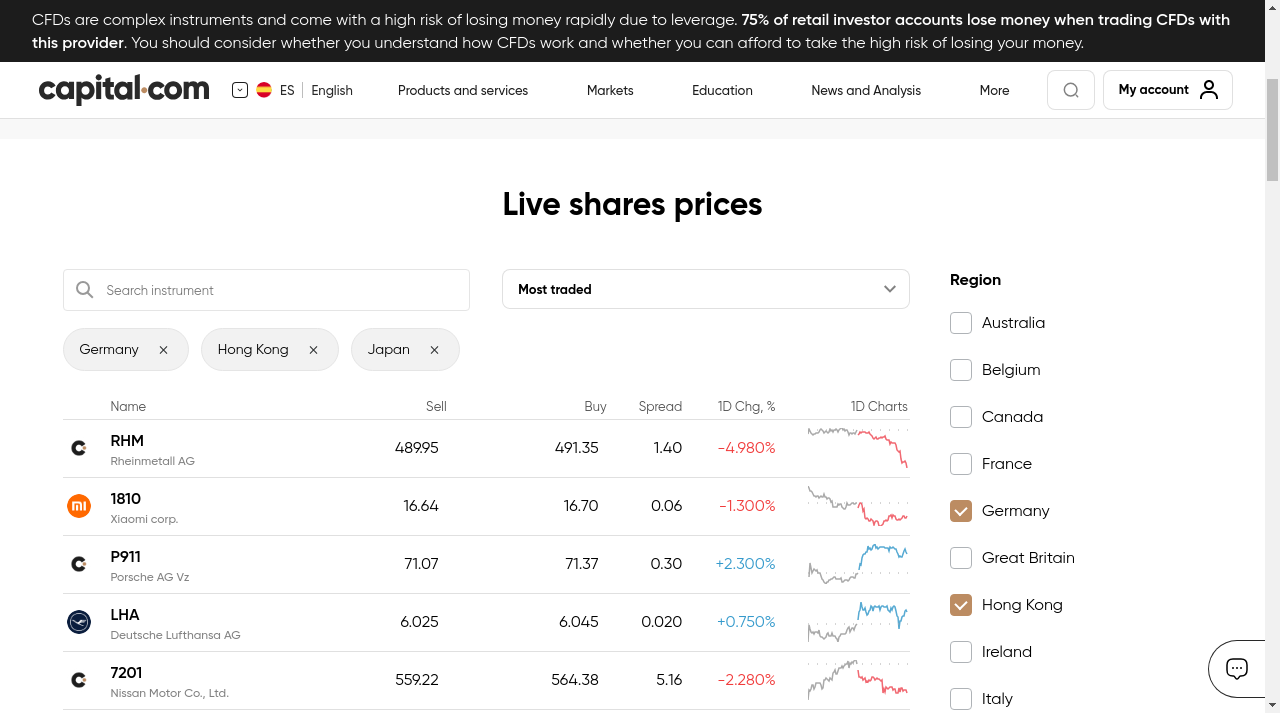 CFDs are complex instruments and come with a high risk of losing money rapidly due to leverage. 75% of retail investor accounts lose money when trading CFDs with
this provider. You should consider whether you understand how CFDs work and whether you can afford to take the high risk of losing your money.
capital.com
ES | English
Products and services
Markets
Education
News and Analysis
More
My account
Live shares prices
Search instrument
Most traded
Germany
Hong Kong
Japan
Name Sell Buy Spread 1D Chg, % 1D Charts
RHM
Rheinmetall AG
489.95 491.35 1.40 -4.980%
1810
Xiaomi corp.
16.64 16.70 0.06 -1.300%
P911
Porsche AG Vz
71.07 71.37 0.30 +2.300%
LHA
Deutsche Lufthansa AG
6.025 6.045 0.020 +0.750%
7201
Nissan Motor Co., Ltd.
559.22 564.38 5.16 -2.280%
Region
Australia
Belgium
Canada
France
Germany
Great Britain
Hong Kong
Ireland
Italy